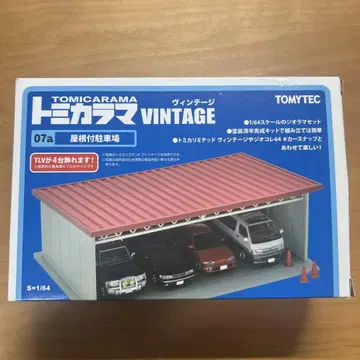 TOMICARAMA
トミカラマ
ヴィンテージ
VINTAGE
TOMYTEC
07a 屋根付駐車場
●1/64スケールのジオラマセット
●塗装済半完成キットで組み立ては簡単
●トミカリミテッド ヴィンテージやジオコレ64 #カースナップと
あわせて楽しい!
TLVが4台飾れます!
S=1/64